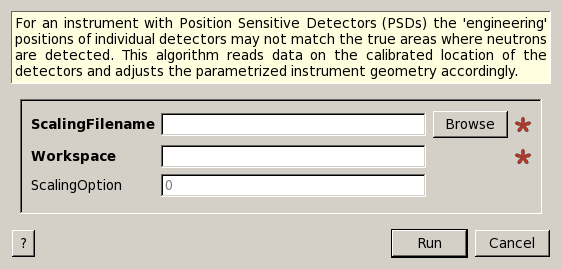 For an instrument with Position Sensitive Detectors (PSDs) the 'engineering'
positions of individual detectors may not match the true areas where neutrons
are detected. This algorithm reads data on the calibrated location of the
detectors and adjusts the parametrized instrument geometry accordingly.
ScalingFilename Browse *
Workspace *
ScalingOption 0
? Run Cancel